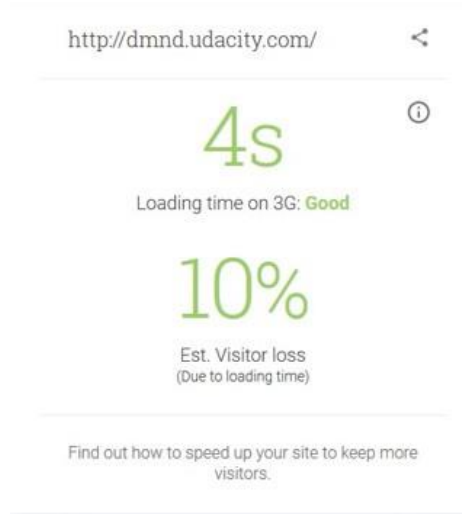 http://dmnd.udacity.com/
4s
Loading time on 3G: Good
10%
Est. Visitor loss
(Due to loading time)
Find out how to speed up your site to keep more
visitors.